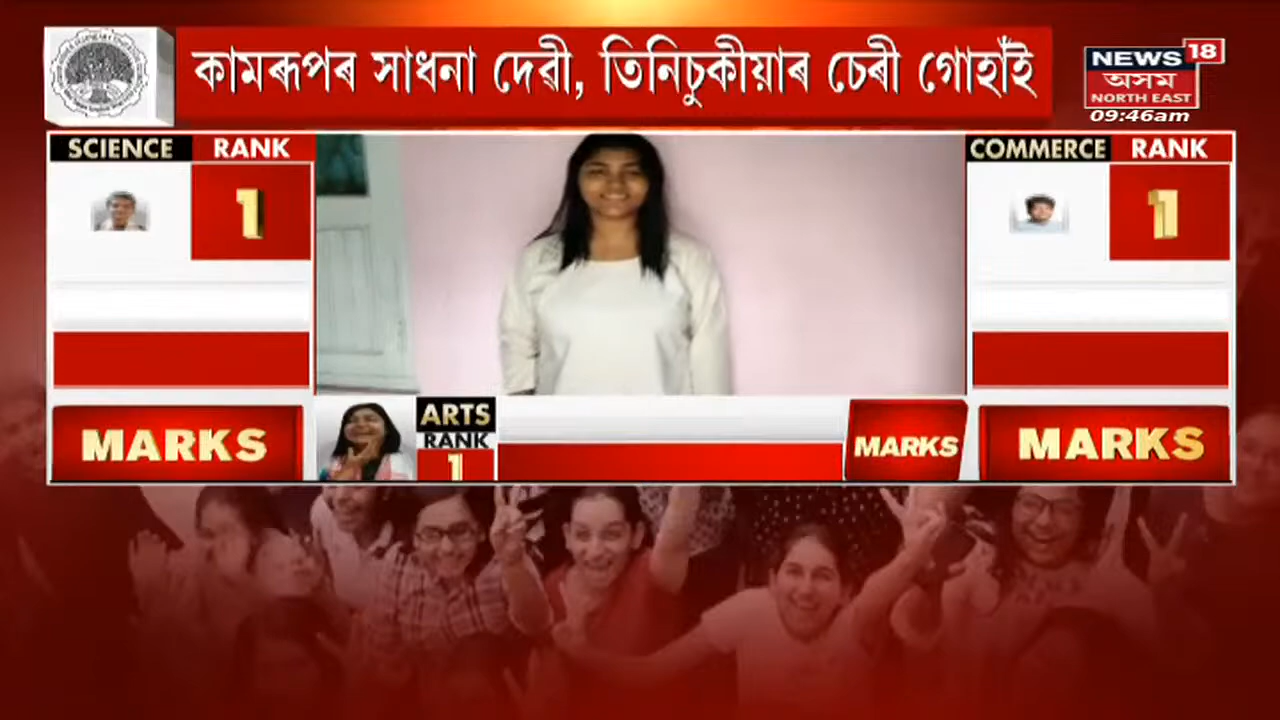 কামৰূপৰ সাধনা দেৱী, তিনিচুকীয়াৰ চেৰী গোহাঁই
NEWS 18
অসম
NORTH EAST
09:46am
SCIENCE RANK
1
COMMERCE RANK
1
MARKS
ARTS
RANK
1
MARKS
MARKS